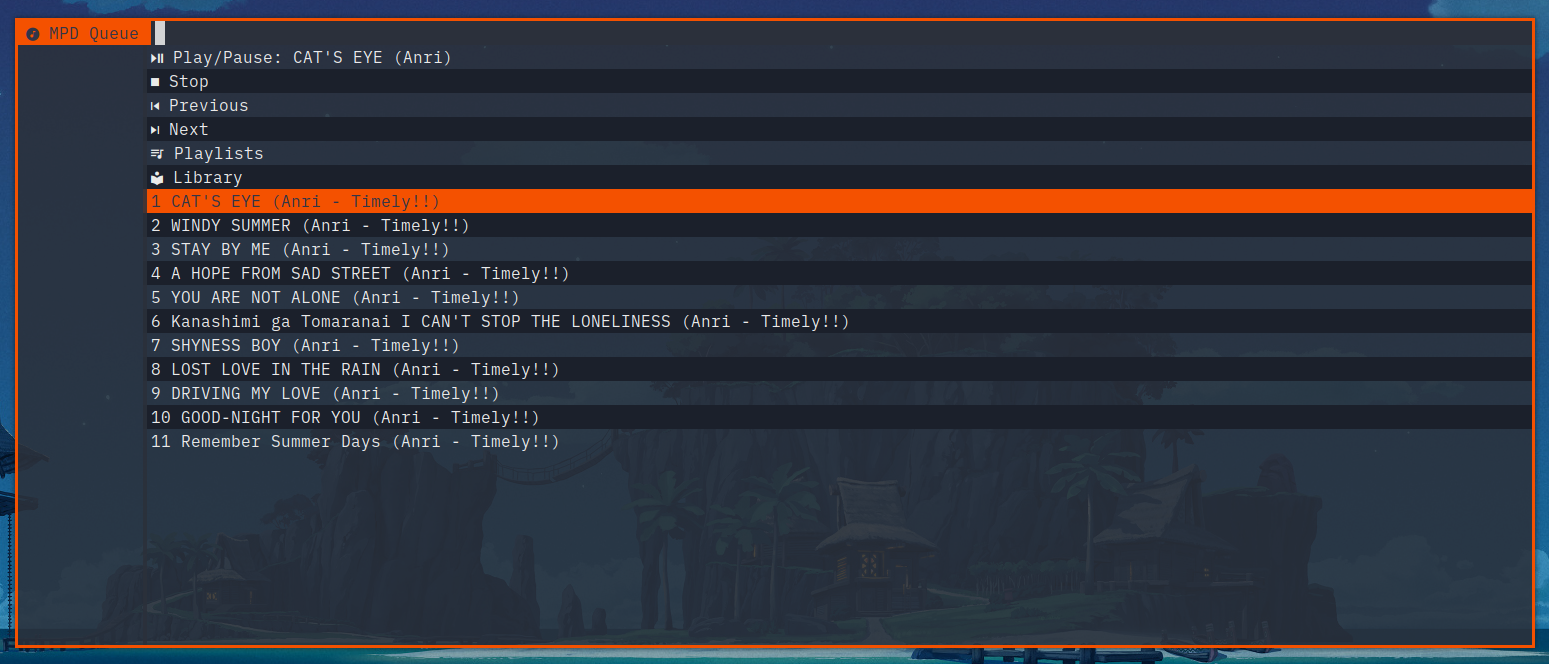 MPD Queue
Play/Pause: CAT'S EYE (Anri)
Stop
Previous
Next
Playlists
Library
1 CAT'S EYE (Anri - Timely!!)
2 WINDY SUMMER (Anri - Timely!!)
3 STAY BY ME (Anri - Timely!!)
4 A HOPE FROM SAD STREET (Anri - Timely!!)
5 YOU ARE NOT ALONE (Anri - Timely!!)
6 Kanashimi ga Tomaranai I CAN'T STOP THE LONELINESS (Anri - Timely!!)
7 SHYNESS BOY (Anri - Timely!!)
8 LOST LOVE IN THE RAIN (Anri - Timely!!)
9 DRIVING MY LOVE (Anri - Timely!!)
10 GOOD-NIGHT FOR YOU (Anri - Timely!!)
11 Remember Summer Days (Anri - Timely!!)